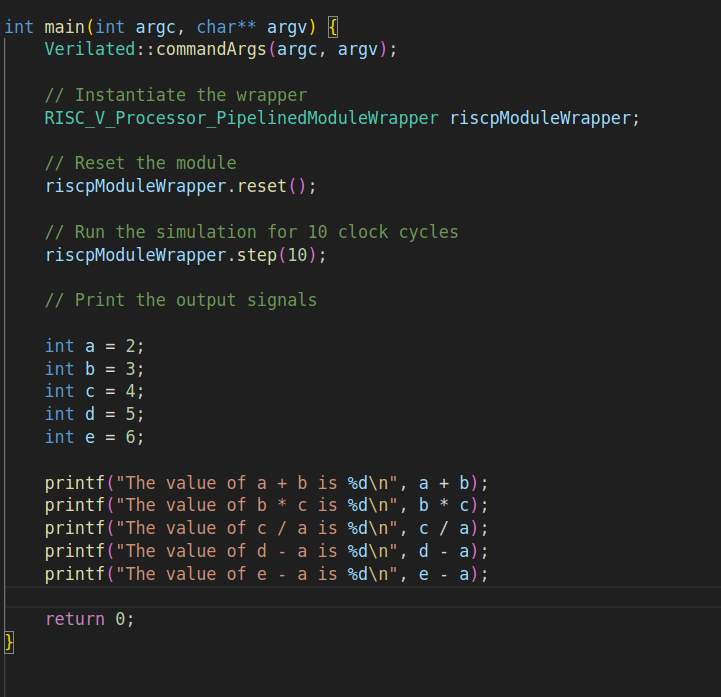 int main(int argc, char** argv) {
    Verilated::commandArgs(argc, argv);

    // Instantiate the wrapper
    RISC_V_Processor_PipelinedModuleWrapper riscpModuleWrapper;

    // Reset the module
    riscpModuleWrapper.reset();

    // Run the simulation for 10 clock cycles
    riscpModuleWrapper.step(10);

    // Print the output signals

    int a = 2;
    int b = 3;
    int c = 4;
    int d = 5;
    int e = 6;

    printf("The value of a + b is %d\n", a + b);
    printf("The value of b * c is %d\n", b * c);
    printf("The value of c / a is %d\n", c / a);
    printf("The value of d - a is %d\n", d - a);
    printf("The value of e - a is %d\n", e - a);

    return 0;
}